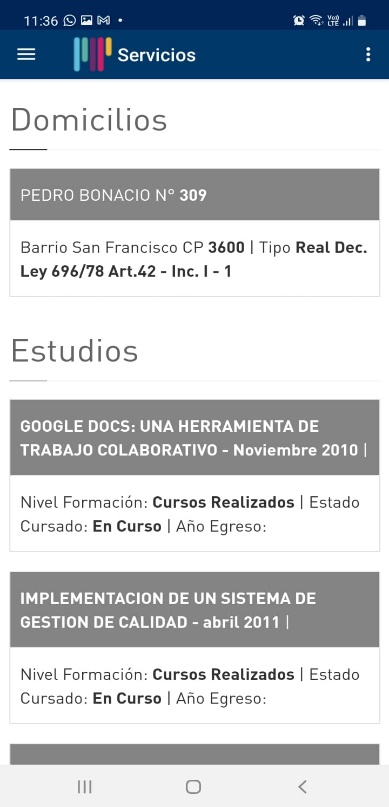 11:36
Servicios
Domicilios
PEDRO BONACIO N° 309
Barrio San Francisco CP 3600 | Tipo Real Dec.
Ley 696/78 Art.42 - Inc. I - 1
Estudios
GOOGLE DOCS: UNA HERRAMIENTA DE
TRABAJO COLABORATIVO - Noviembre 2010 |
Nivel Formación: Cursos Realizados | Estado
Cursado: En Curso | Año Egreso:
IMPLEMENTACION DE UN SISTEMA DE
GESTION DE CALIDAD - abril 2011 |
Nivel Formación: Cursos Realizados | Estado
Cursado: En Curso | Año Egreso: